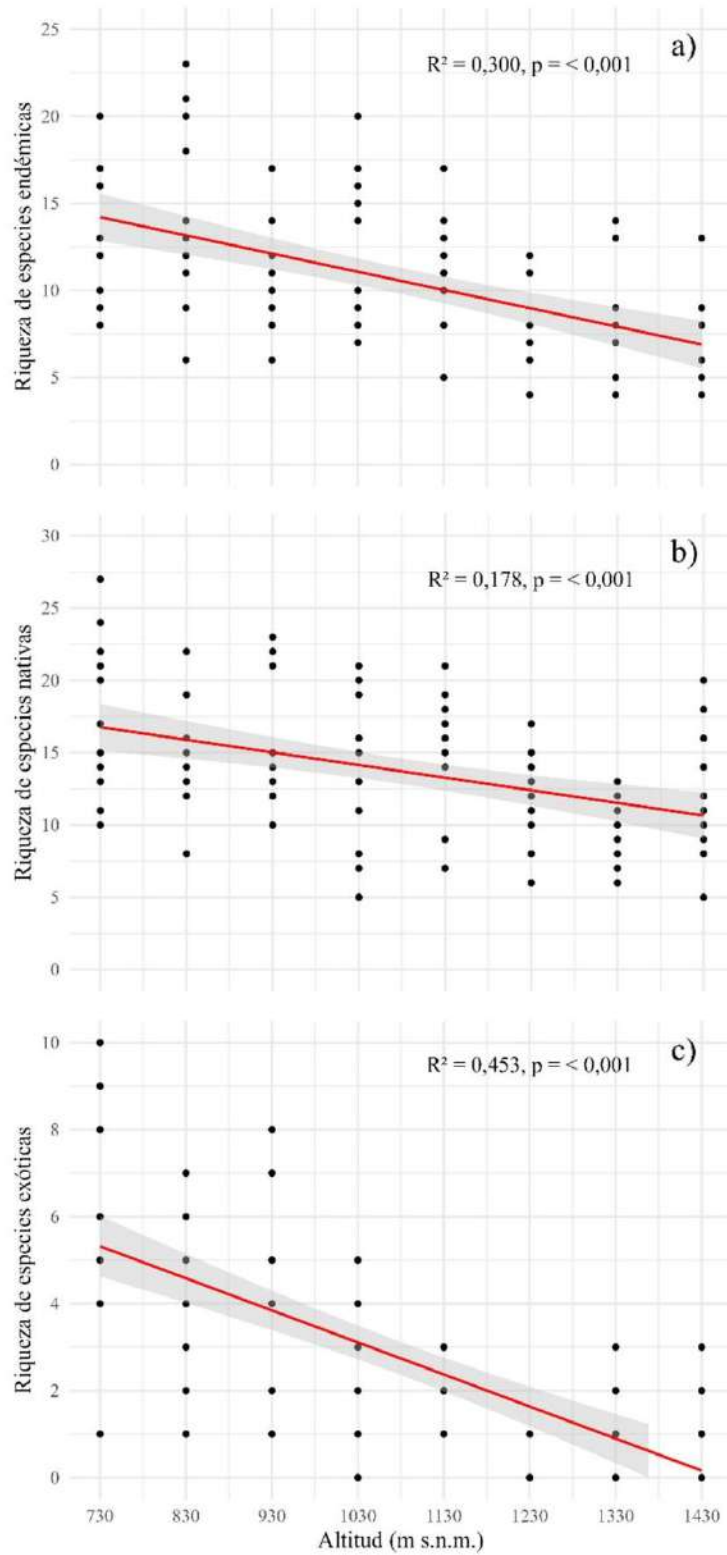 a)
R² = 0,300, p = < 0,001
Riqueza de especies endémicas
25
20
15
10
5
0
b)
R² = 0,178, p = < 0,001
Riqueza de especies nativas
30
25
20
15
10
5
0
c)
R² = 0,453, p = < 0,001
Riqueza de especies exóticas
10
8
6
4
2
0
730 830 930 1030 1130 1230 1330 1430
Altitud (m s.n.m.)